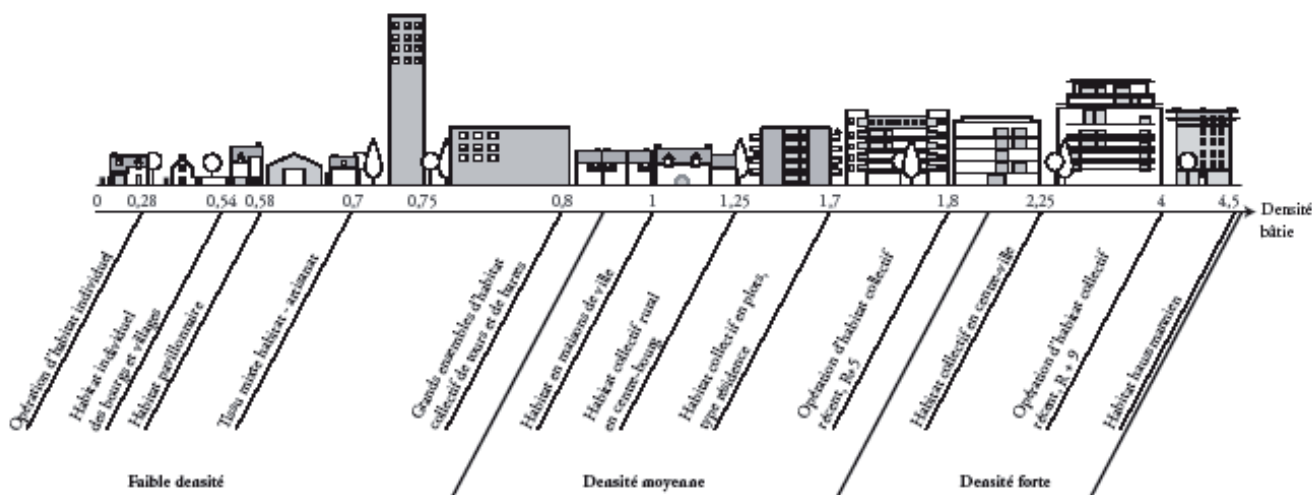 0 0,28 0,54 0,58 0,7 0,75 0,8 1 1,25 1,7 1,8 2,25 4 4,5
Densité
bâtie
Opération d'habitat individuel
Habitat individuel
des bourgs et villages
Habitat pavillonnaire
Tissu mixte habitat - artisanat
Grands ensembles d'habitat
collectif de tours et de barres
Habitat en maisons de ville
Habitat collectif rural
en centre-bourg
Habitat collectif en plots,
type résidence
Opération d'habitat collectif
récent, R+5
Habitat collectif en centre-ville
Opération d'habitat collectif
récent, R + 9
Habitat haussmannien
Faible densité
Densité moyenne
Densité forte